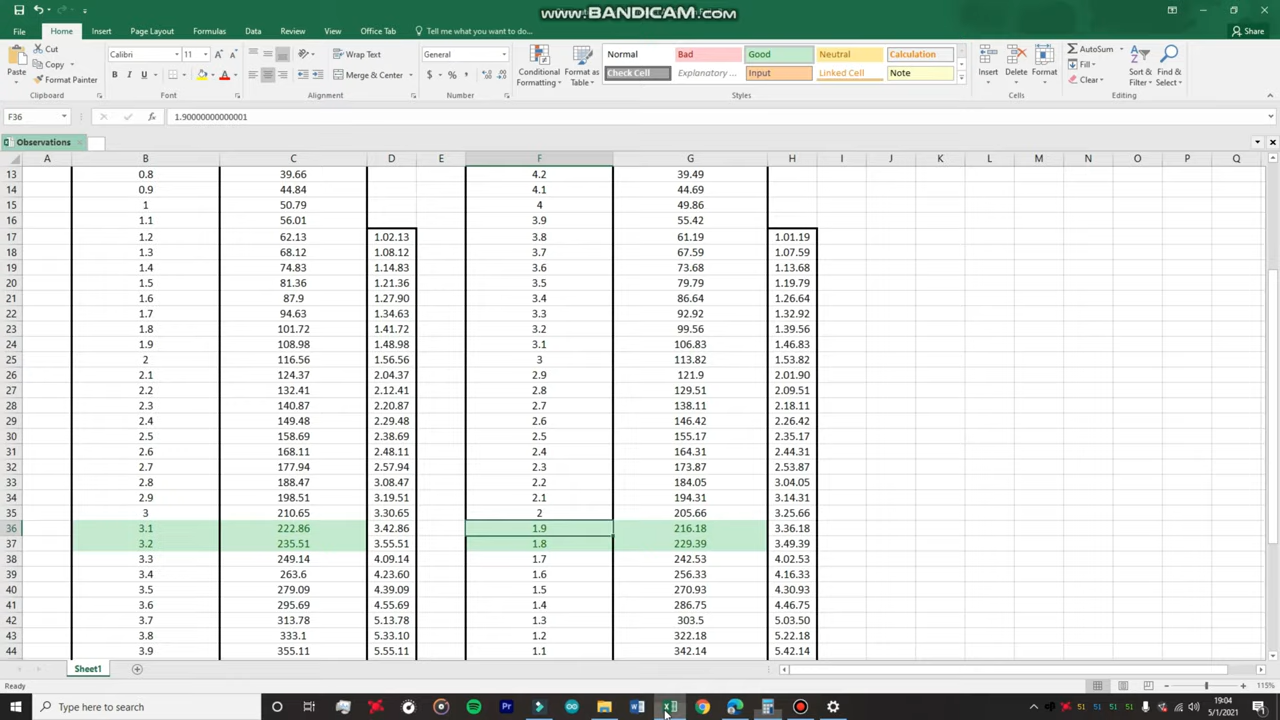 www.BANDICAM.com
File Home Insert Page Layout Formulas Data Review View Office Tab Tell me what you want to do... Share
Paste Cut Copy Format Painter Calibri 11 Wrap Text Merge & Center General Conditional Formatting Format as Table Normal Bad Good Neutral Calculation Check Cell Explanatory ... Input Linked Cell Note Insert Delete Format AutoSum Fill Clear Sort & Filter Find & Select
Clipboard Font Alignment Number Styles Cells Editing
F36 fx 1.90000000000001
Observations
A B C D E F G H I J K L M N O P Q
13 0.8 39.66 4.2 39.49
14 0.9 44.84 4.1 44.69
15 1 50.79 4 49.86
16 1.1 56.01 3.9 55.42
17 1.2 62.13 1.02.13 3.8 61.19 1.01.19
18 1.3 68.12 1.08.12 3.7 67.59 1.07.59
19 1.4 74.83 1.14.83 3.6 73.68 1.13.68
20 1.5 81.36 1.21.36 3.5 79.79 1.19.79
21 1.6 87.9 1.27.90 3.4 86.64 1.26.64
22 1.7 94.63 1.34.63 3.3 92.92 1.32.92
23 1.8 101.72 1.41.72 3.2 99.56 1.39.56
24 1.9 108.98 1.48.98 3.1 106.83 1.46.83
25 2 116.56 1.56.56 3 113.82 1.53.82
26 2.1 124.37 2.04.37 2.9 121.9 2.01.90
27 2.2 132.41 2.12.41 2.8 129.51 2.09.51
28 2.3 140.87 2.20.87 2.7 138.11 2.18.11
29 2.4 149.48 2.29.48 2.6 146.42 2.26.42
30 2.5 158.69 2.38.69 2.5 155.17 2.35.17
31 2.6 168.11 2.48.11 2.4 164.31 2.44.31
32 2.7 177.94 2.57.94 2.3 173.87 2.53.87
33 2.8 188.47 3.08.47 2.2 184.05 3.04.05
34 2.9 198.51 3.19.51 2.1 194.31 3.14.31
35 3 210.65 3.30.65 2 205.66 3.25.66
36 3.1 222.86 3.42.86 1.9 216.18 3.36.18
37 3.2 235.51 3.55.51 1.8 229.39 3.49.39
38 3.3 249.14 4.09.14 1.7 242.53 4.02.53
39 3.4 263.6 4.23.60 1.6 256.33 4.16.33
40 3.5 279.09 4.39.09 1.5 270.93 4.30.93
41 3.6 295.69 4.55.69 1.4 286.75 4.46.75
42 3.7 313.78 5.13.78 1.3 303.5 5.03.50
43 3.8 333.1 5.33.10 1.2 322.18 5.22.18
44 3.9 355.11 5.55.11 1.1 342.14 5.42.14
Sheet1
Ready 115%
Type here to search 19:04
5/1/2021